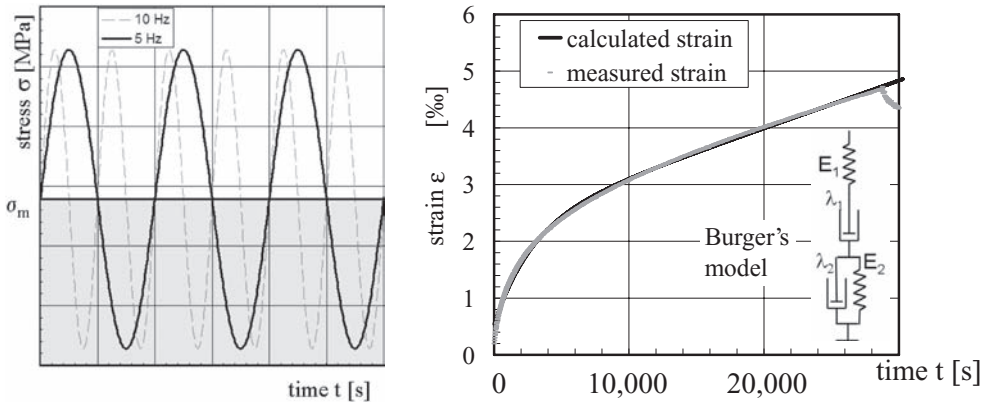 stress σ [MPa]
10 Hz
5 Hz
σm
time t [s]
strain ε [‰]
6
5
4
3
2
1
0
calculated strain
measured strain
Burger's
model
E1
λ1
λ2
E2
0
10,000
20,000
time t [s]